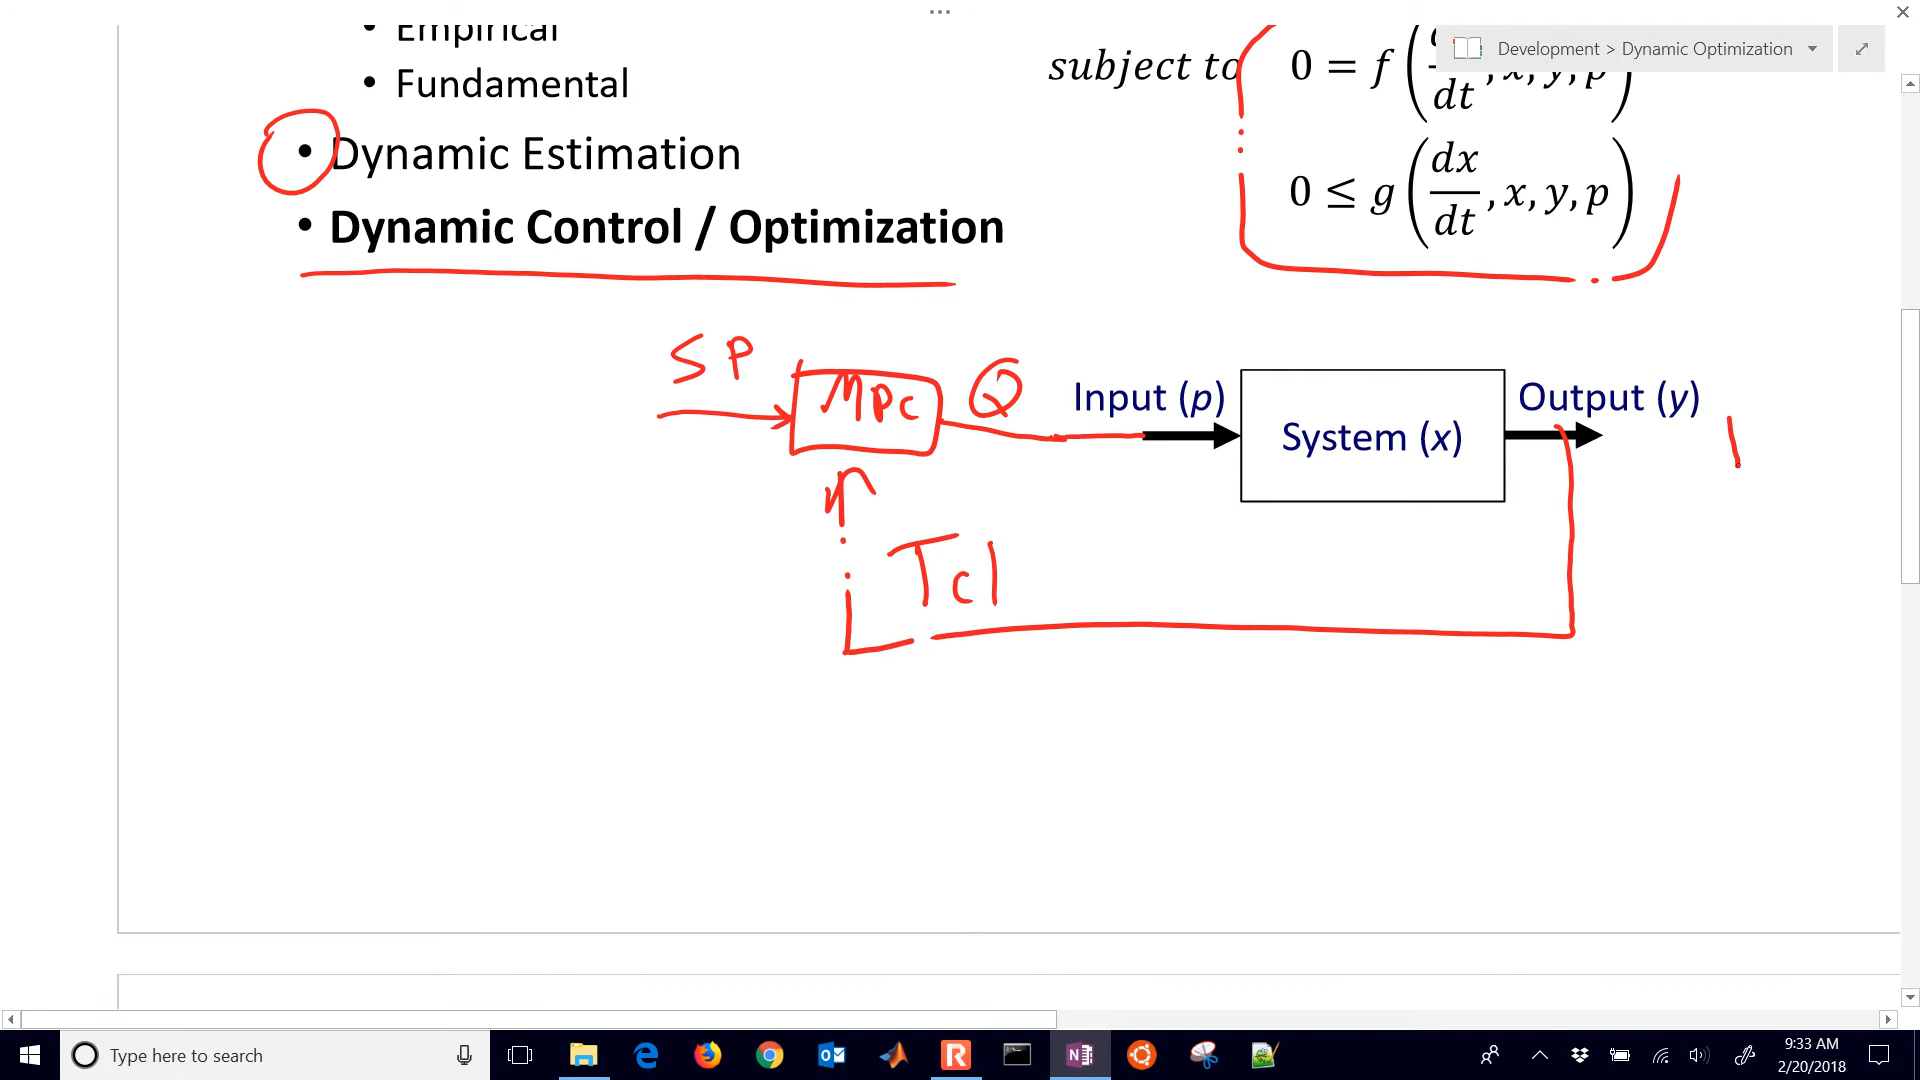 Empirical
Fundamental
Dynamic Estimation
Dynamic Control / Optimization
Development > Dynamic Optimization
subject to 0 = f ( / dt , x, y, p )
0 ≤ g ( dx / dt , x, y, p )
SP
MPC
Q
Input (p)
System (x)
Output (y)
Tc1
Type here to search
9:33 AM
2/20/2018